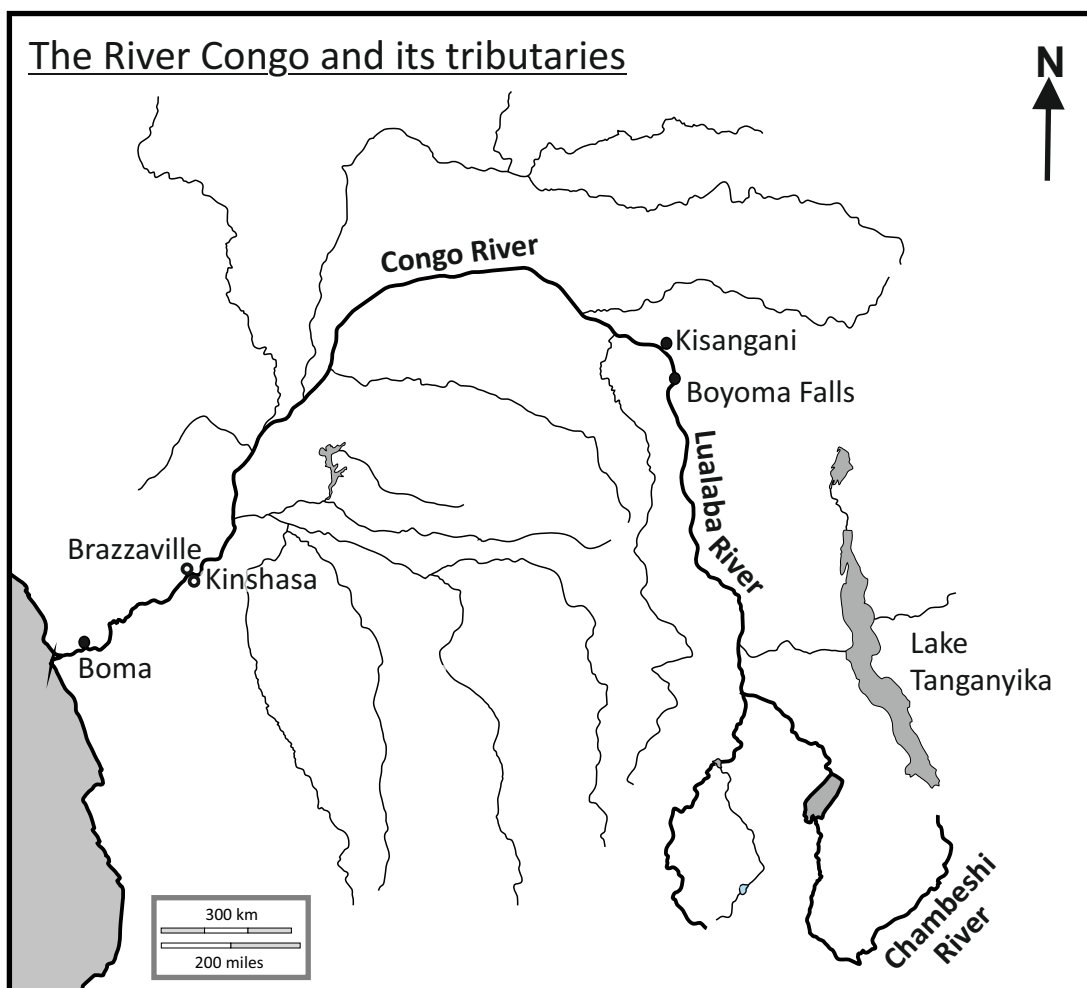 The River Congo and its tributaries
N
Congo River
Kisangani
Boyoma Falls
Lualaba River
Brazzaville
Kinshasa
Boma
Lake
Tanganyika
Chambeshi
River
300 km
200 miles